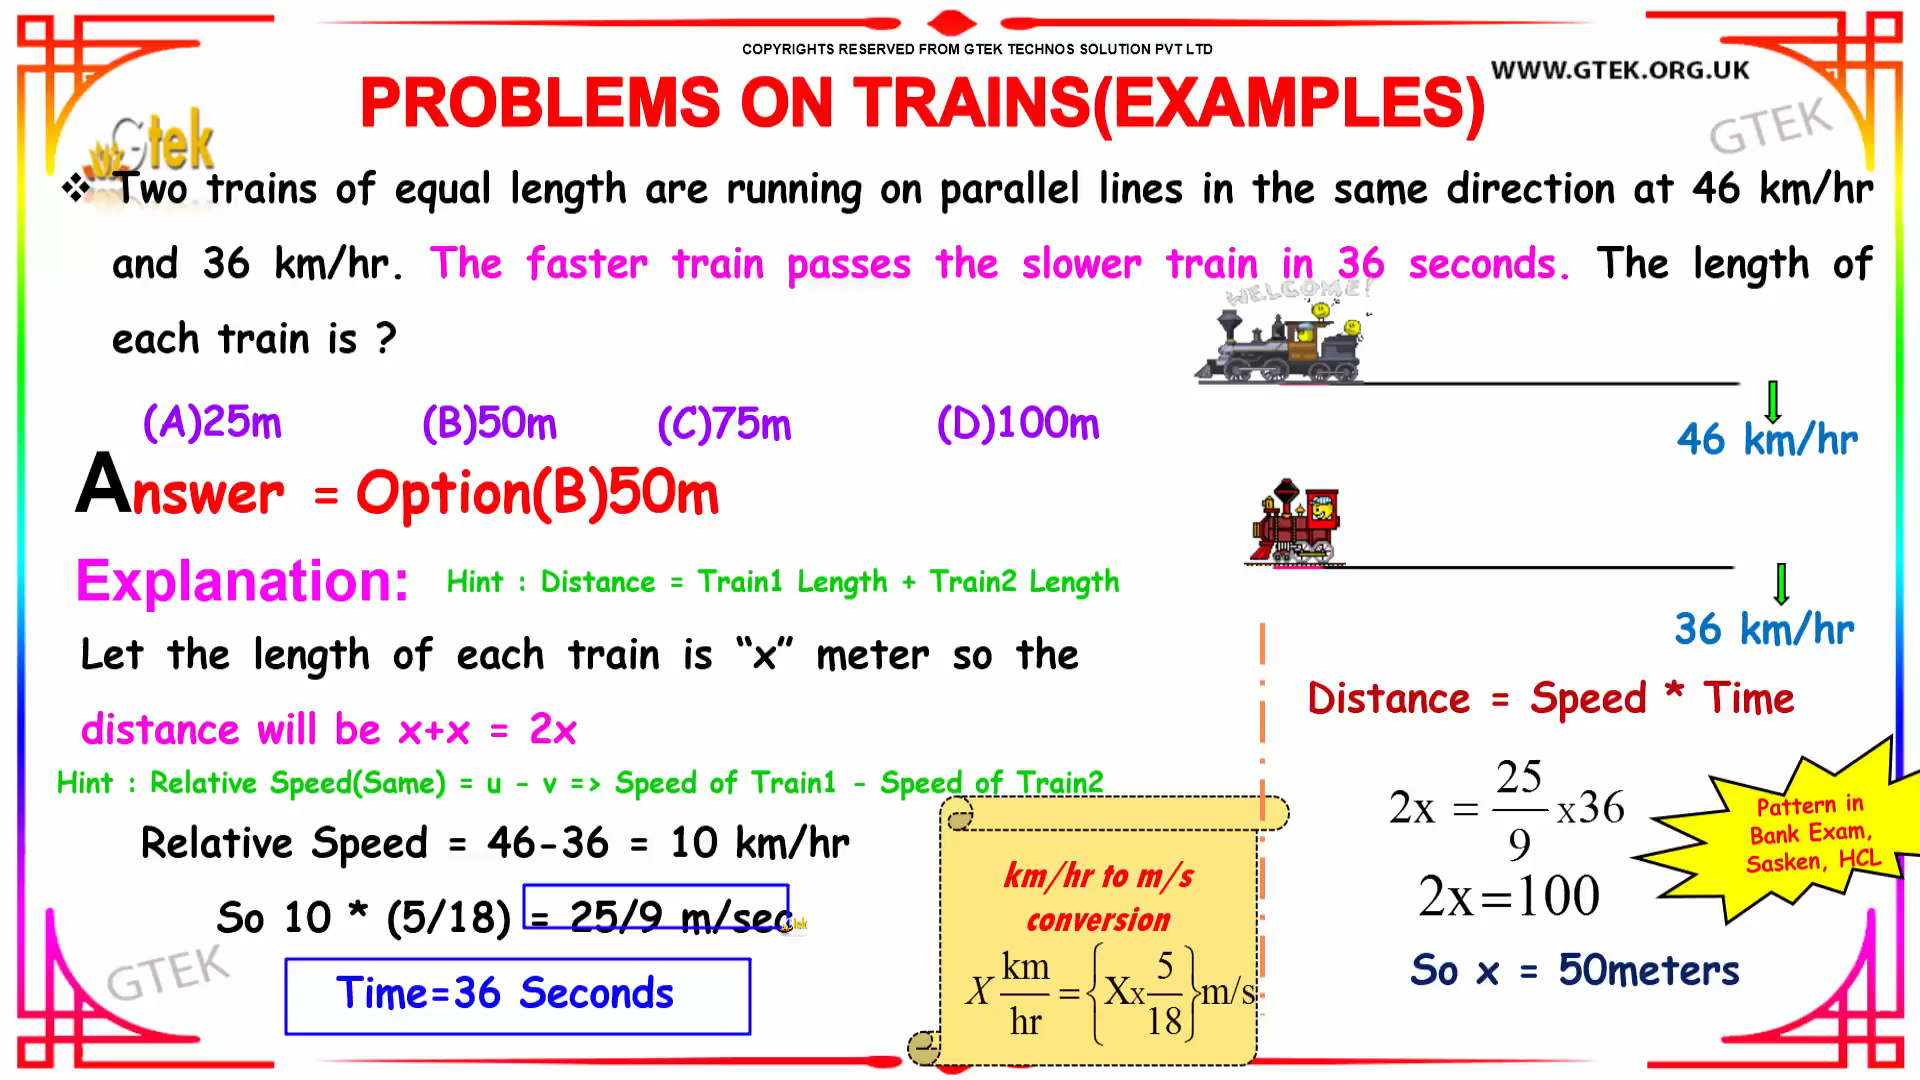 COPYRIGHTS RESERVED FROM GTEK TECHNOS SOLUTION PVT LTD
WWW.GTEK.ORG.UK
PROBLEMS ON TRAINS(EXAMPLES)
Gtek
GTEK
❖ Two trains of equal length are running on parallel lines in the same direction at 46 km/hr
and 36 km/hr. The faster train passes the slower train in 36 seconds. The length of
each train is ?
WELCOME!
(A)25m (B)50m (C)75m (D)100m
46 km/hr
Answer = Option(B)50m
Explanation: Hint : Distance = Train1 Length + Train2 Length
36 km/hr
Let the length of each train is “x” meter so the
distance will be x+x = 2x
Hint : Relative Speed(Same) = u - v => Speed of Train1 - Speed of Train2
Relative Speed = 46-36 = 10 km/hr
So 10 * (5/18) = 25/9 m/sec
Gtek
Time=36 Seconds
GTEK
km/hr to m/s
conversion
X km/hr = {Xx 5/18}m/s
Distance = Speed * Time
2x = 25/9 x36
2x=100
So x = 50meters
Pattern in
Bank Exam,
Sasken, HCL